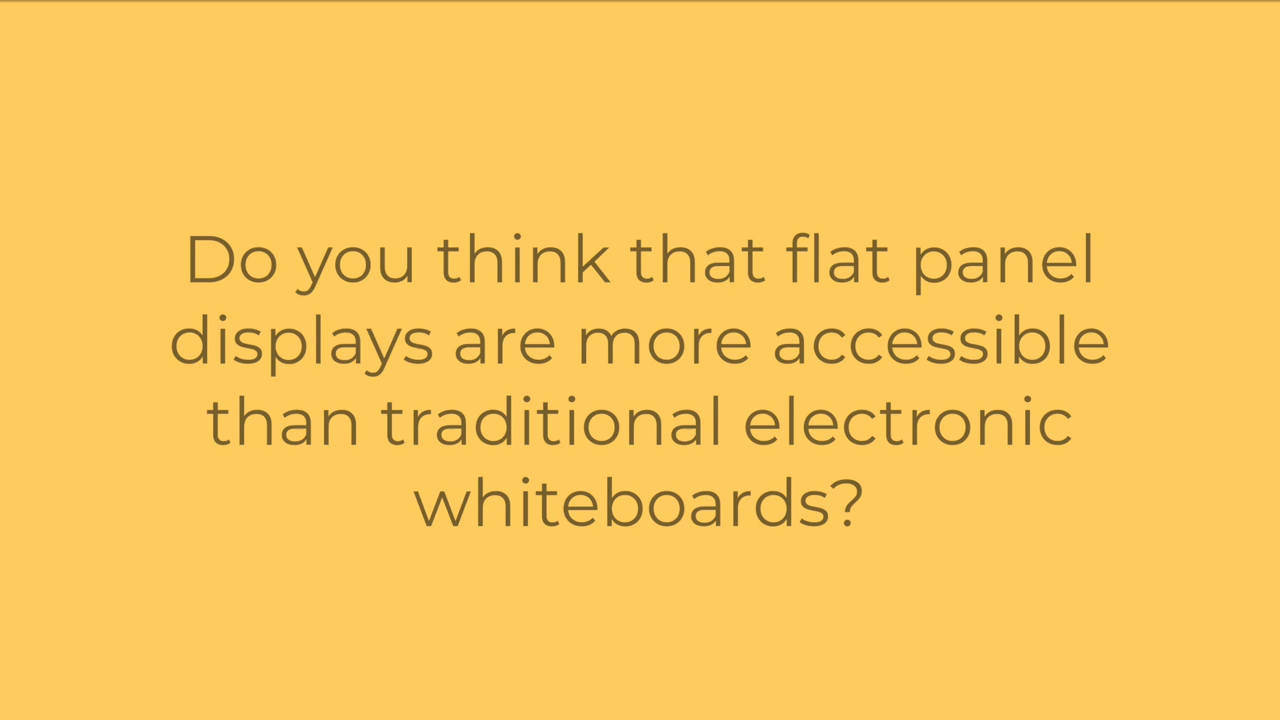 Do you think that flat panel
displays are more accessible
than traditional electronic
whiteboards?